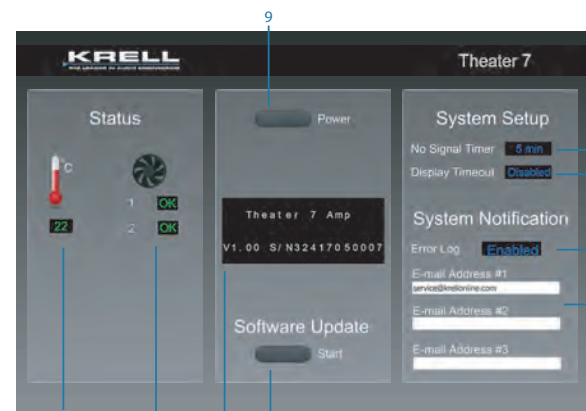 9
KRELL
THE LEADER IN AUDIO ENGINEERING
Theater 7
Status
°C
1 OK
22
2 OK
Power
Theater 7 Amp
V1.00 S/N32417050007
Software Update
Start
System Setup
No Signal Timer 5 min
Display Timeout Disabled
System Notification
Error Log Enabled
E-mail Address #1
service@krellonline.com
E-mail Address #2
E-mail Address #3